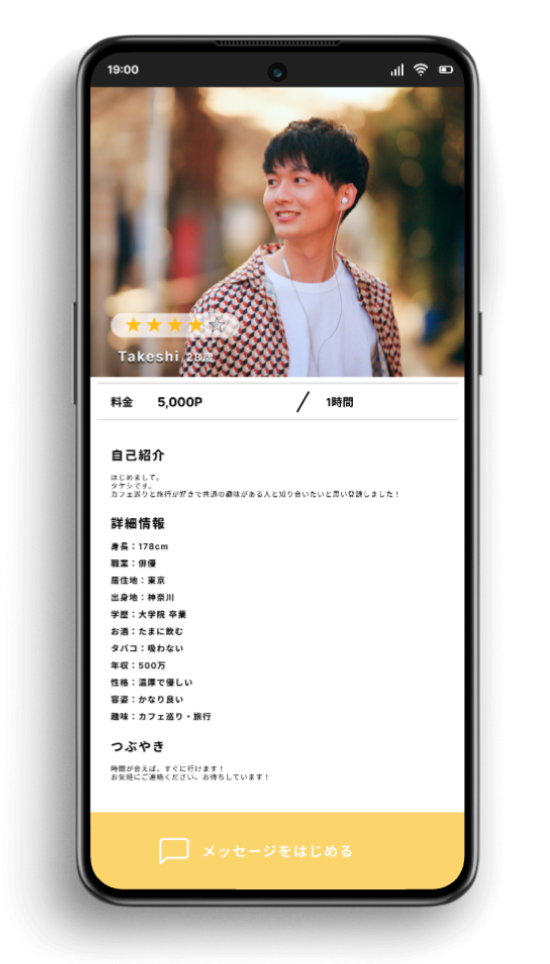 19:00
Takeshi 28歳
料金 5,000P / 1時間
自己紹介
はじめまして。
タケシです。
カフェ巡りと旅行が好きで共通の趣味がある人と知り合いたいと思い登録しました！
詳細情報
身長：178cm
職業：俳優
居住地：東京
出身地：神奈川
学歴：大学院 卒業
お酒：たまに飲む
タバコ：吸わない
年収：500万
性格：温厚で優しい
容姿：かなり良い
趣味：カフェ巡り・旅行
つぶやき
時間が合えば、すぐに行けます！
お気軽にご連絡ください。お待ちしています！
メッセージをはじめる